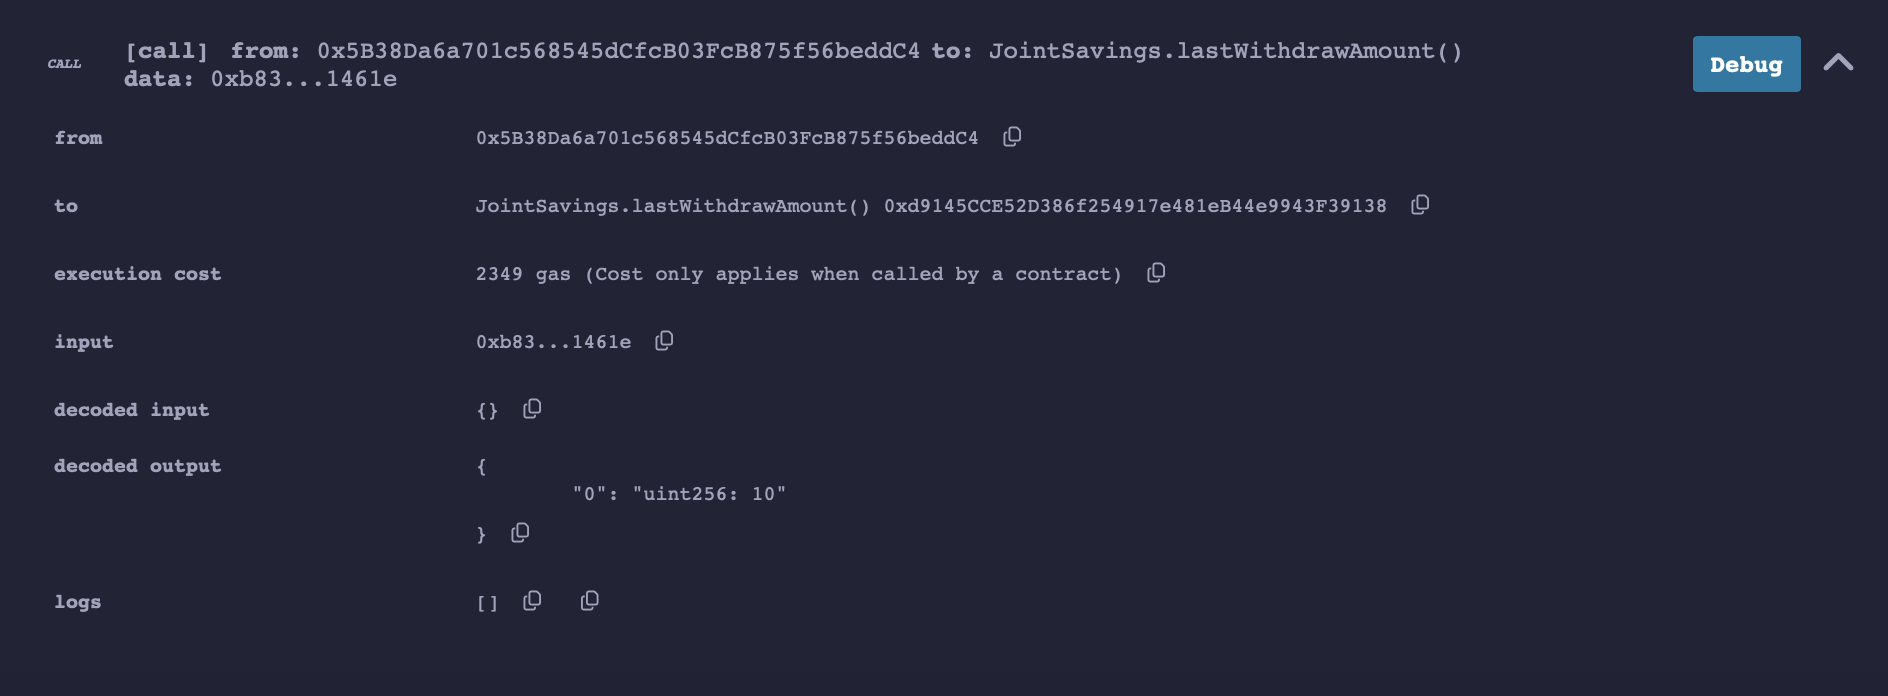 CALL
[call] from: 0x5B38Da6a701c568545dCfcB03FcB875f56beddC4 to: JointSavings.lastWithdrawAmount()
data: 0xb83...1461e
Debug
from 0x5B38Da6a701c568545dCfcB03FcB875f56beddC4
to JointSavings.lastWithdrawAmount() 0xd9145CCE52D386f254917e481eB44e9943F39138
execution cost 2349 gas (Cost only applies when called by a contract)
input 0xb83...1461e
decoded input {}
decoded output {
"0": "uint256: 10"
}
logs []